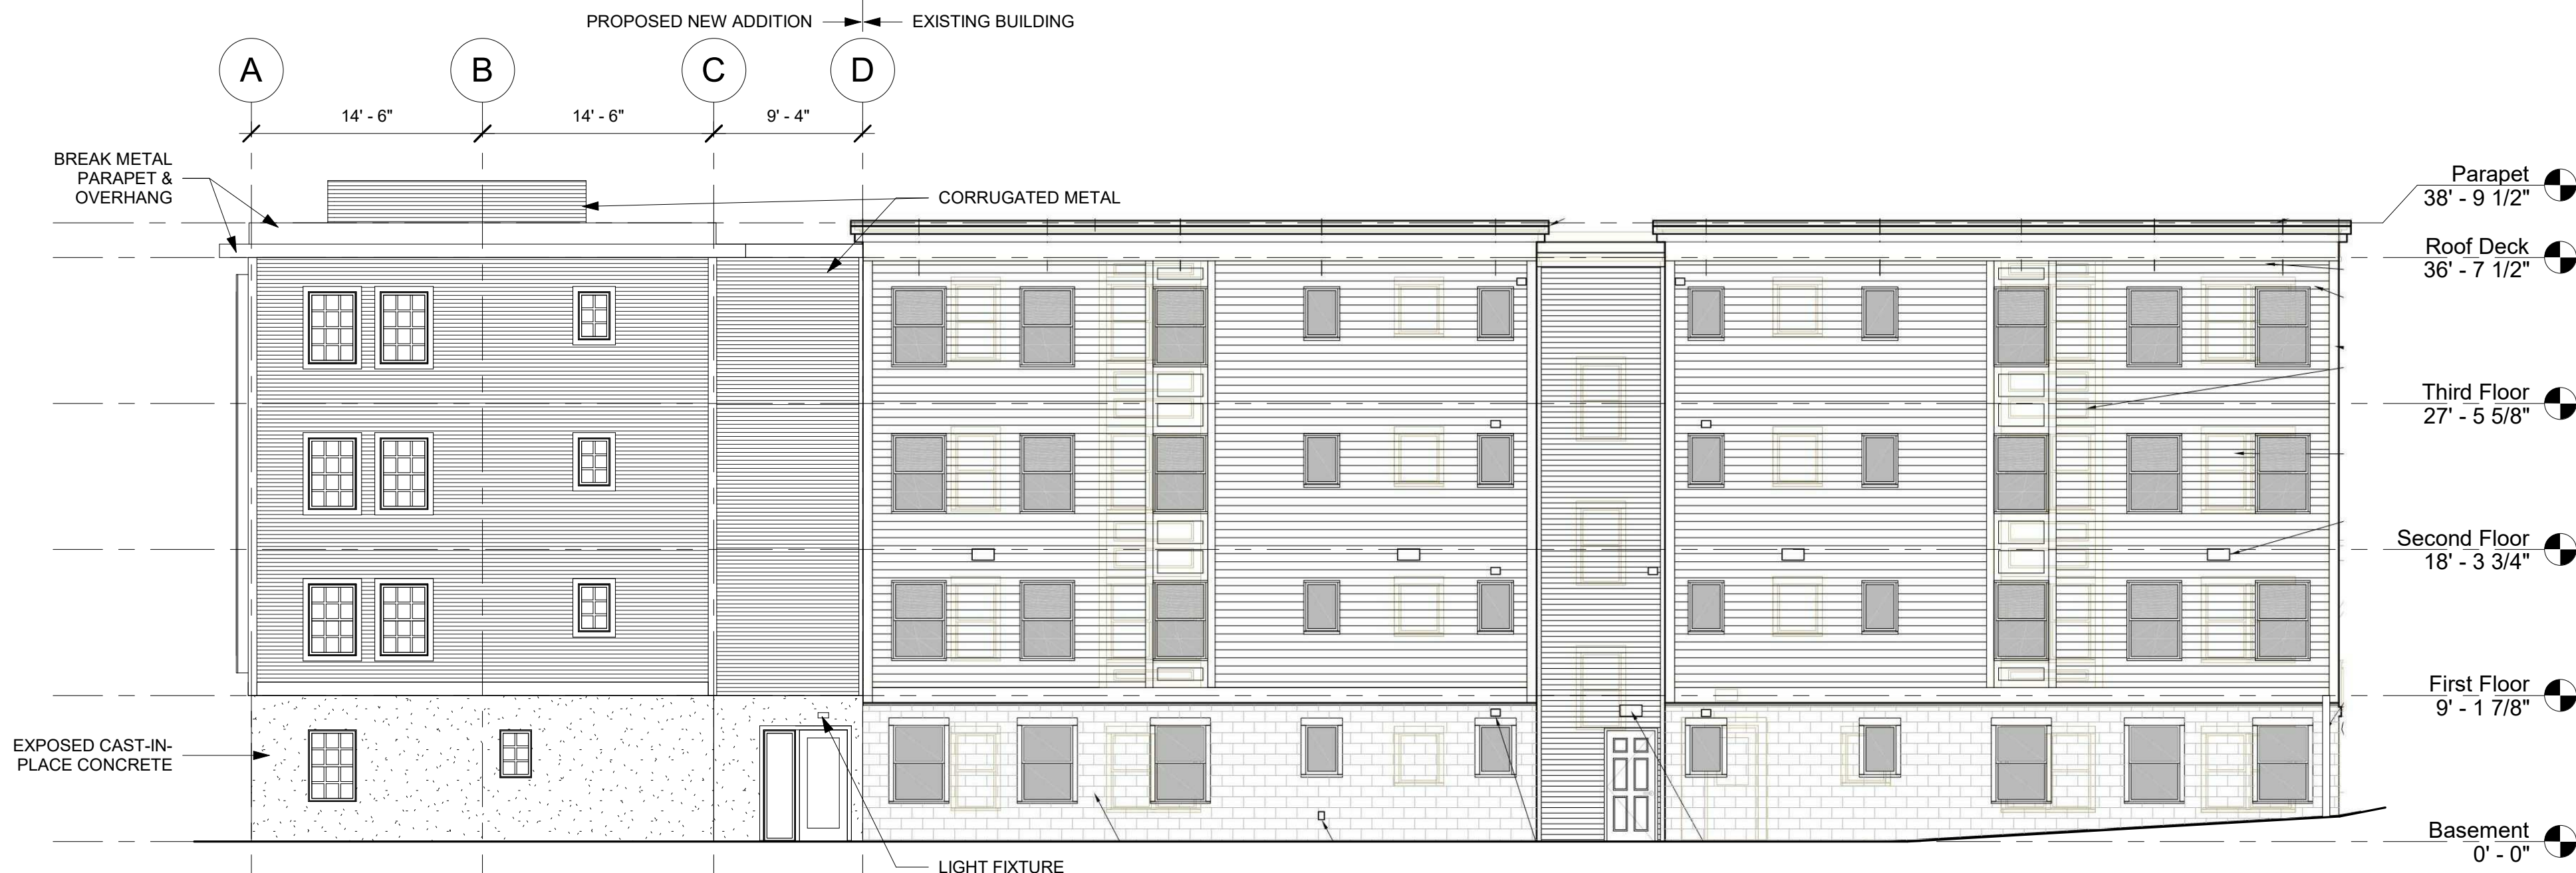 PROPOSED NEW ADDITION
EXISTING BUILDING
A
B
C
D
14' - 6"
14' - 6"
9' - 4"
BREAK METAL
PARAPET &
OVERHANG
CORRUGATED METAL
Parapet
38' - 9 1/2"
Roof Deck
36' - 7 1/2"
Third Floor
27' - 5 5/8"
Second Floor
18' - 3 3/4"
First Floor
9' - 1 7/8"
EXPOSED CAST-IN-
PLACE CONCRETE
Basement
0' - 0"
LIGHT FIXTURE